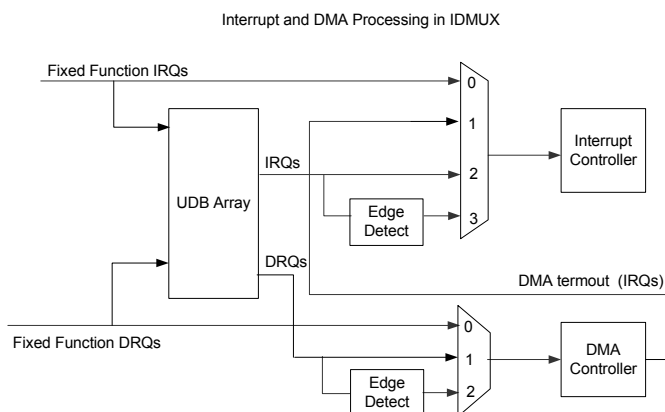 Interrupt and DMA Processing in IDMUX
Fixed Function IRQs
0
1
Interrupt
Controller
IRQs
2
UDB Array
Edge
Detect
3
DRQs
DMA termout (IRQs)
0
Fixed Function DRQs
1
DMA
Controller
Edge
Detect
2